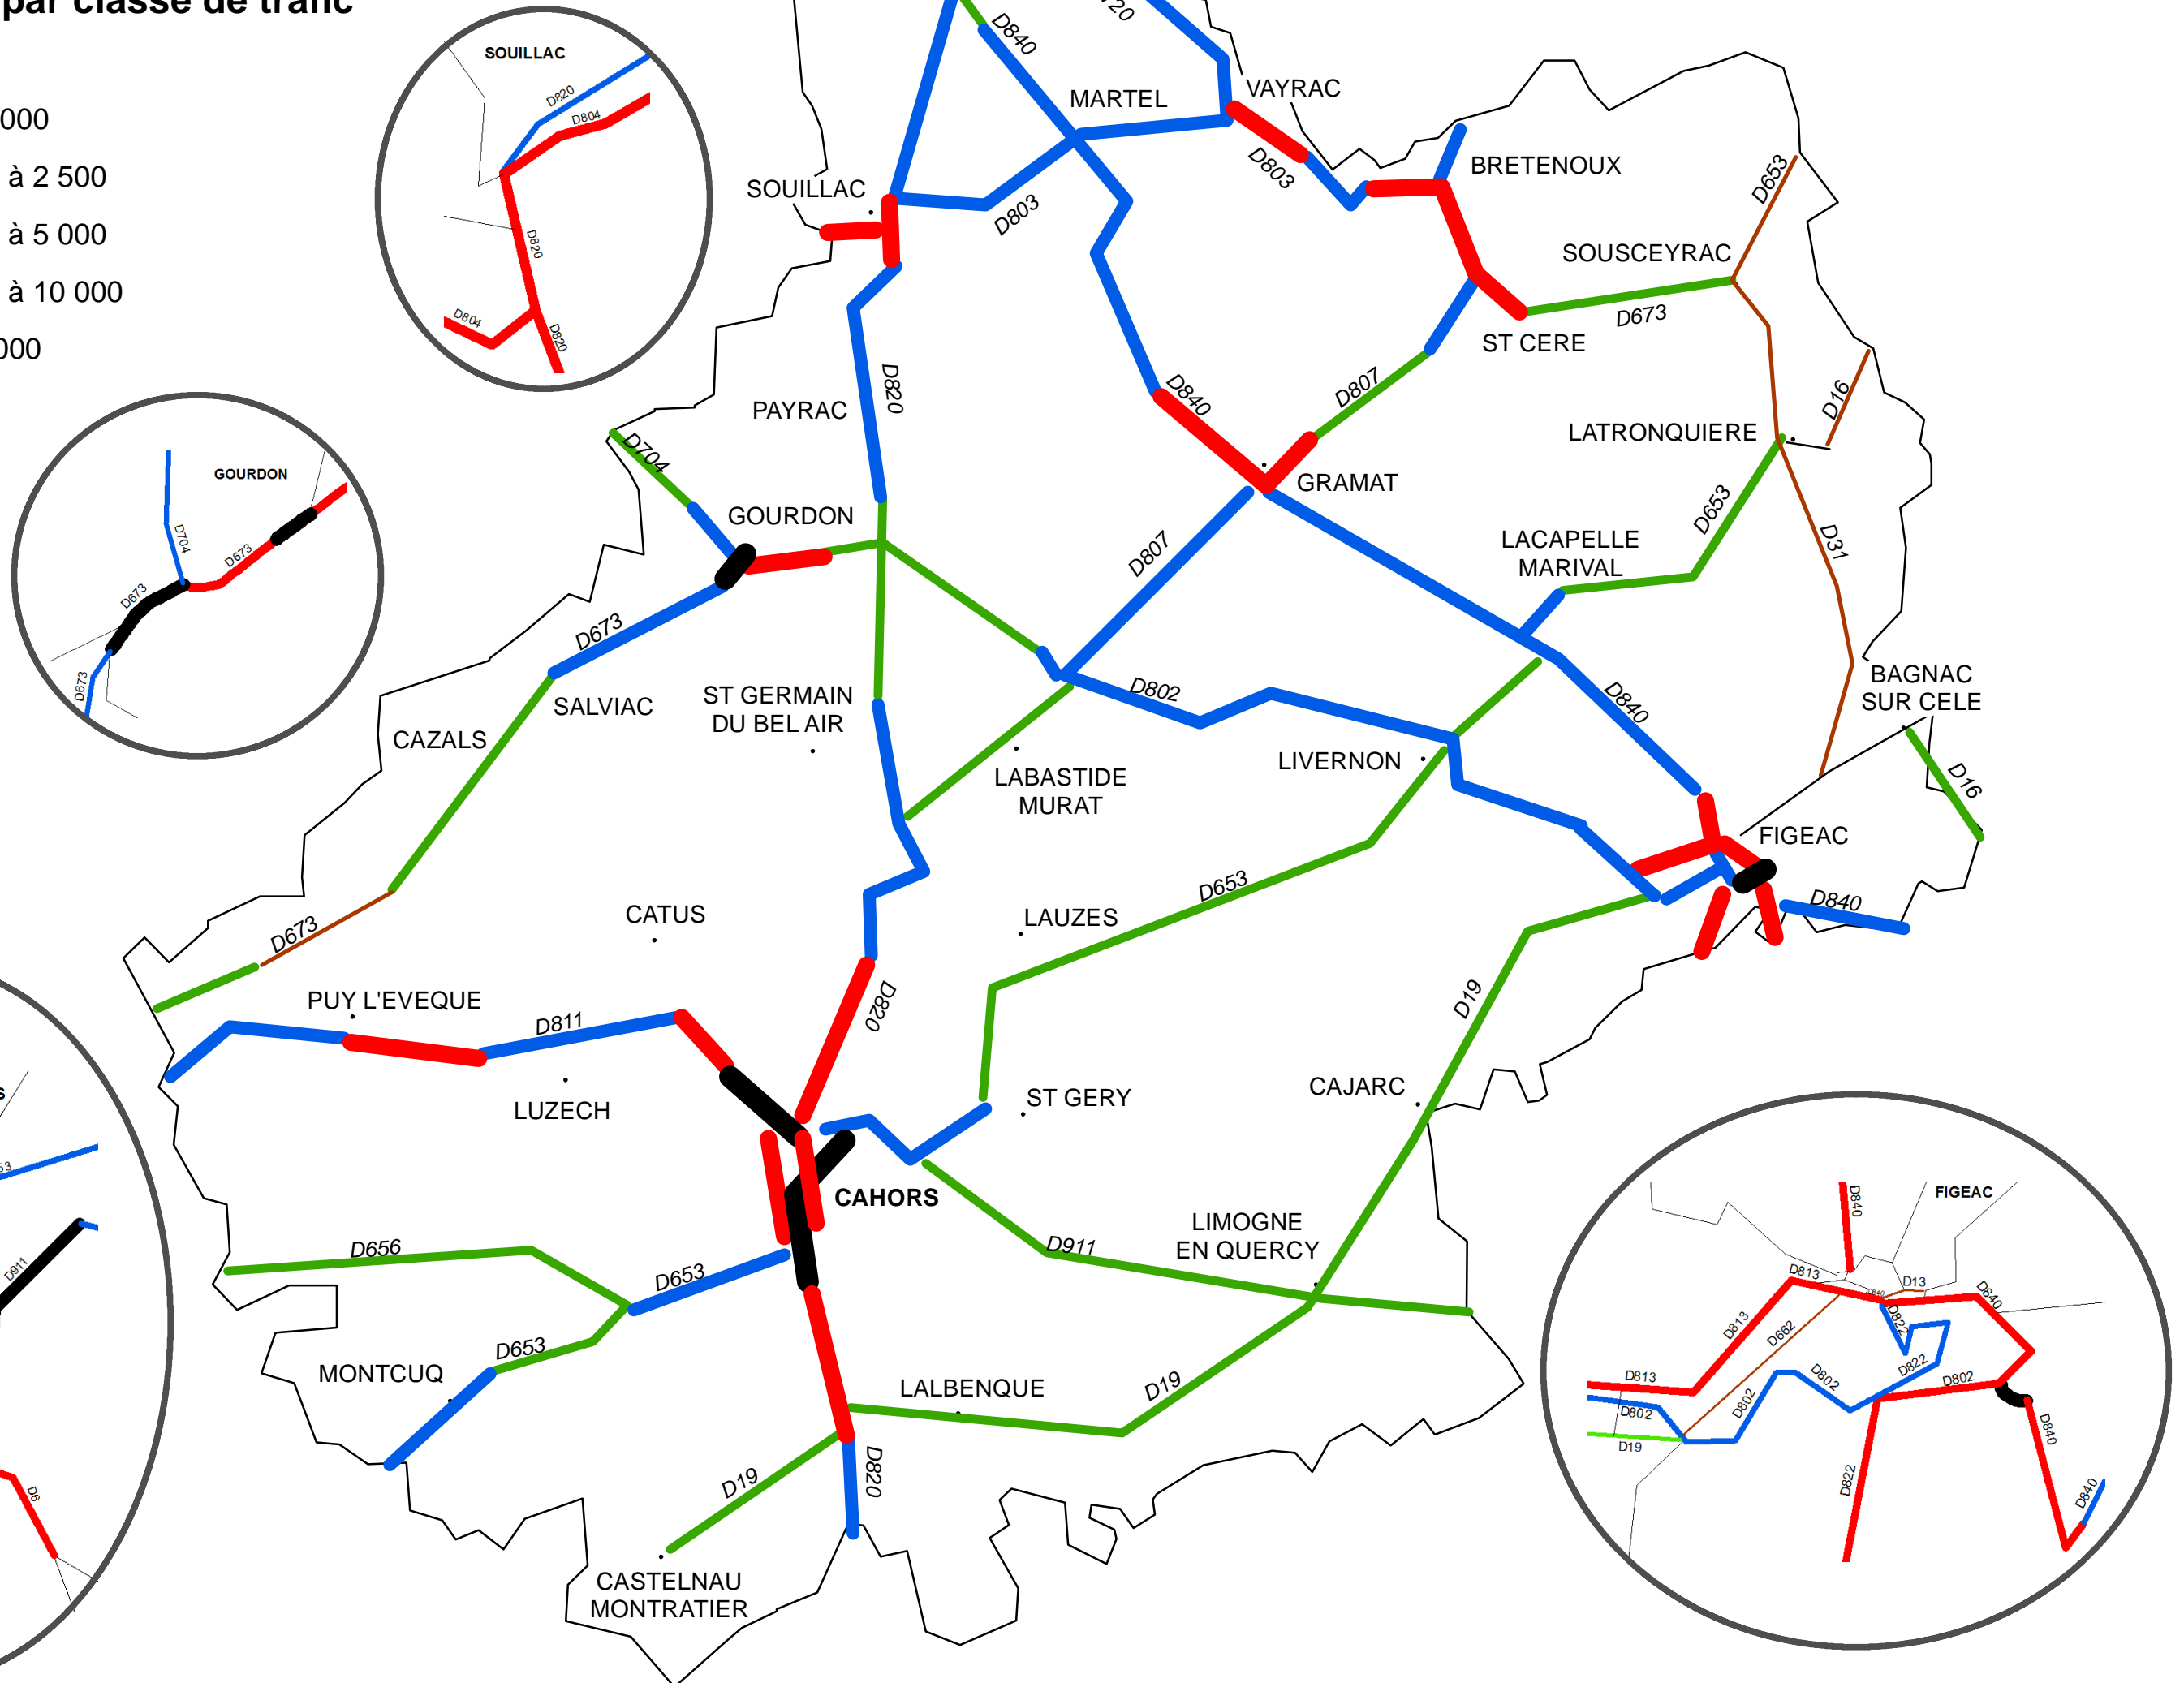 par classe de trafic
000
à 2 500
à 5 000
à 10 000
000
SOUILLAC
D820
D804
D820
D804
D820
GOURDON
D704
D673
D673
D673
D840
720
MARTEL
VAYRAC
D803
BRETENOUX
SOUILLAC
D803
D653
SOUSCEYRAC
D673
ST CERE
D820
PAYRAC
D840
D807
D16
LATRONQUIERE
D704
GRAMAT
GOURDON
D653
LACAPELLE
MARIVAL
D31
D807
D673
SALVIAC
ST GERMAIN
DU BEL AIR
D802
D840
BAGNAC
SUR CELE
CAZALS
LIVERNON
LABASTIDE
MURAT
D16
FIGEAC
D653
D840
CATUS
LAUZES
D673
PUY L'EVEQUE
D811
D820
D19
LUZECH
ST GERY
CAJARC
CAHORS
LIMOGNE
EN QUERCY
D656
D911
D653
D653
MONTCUQ
LALBENQUE
D19
D19
D820
CASTELNAU
MONTRATIER
S
53
D911
D6
FIGEAC
D840
D813
D13
D840
D840
D813
D662
D822
D822
D813
D802
D802
D802
D802
D19
D822
D840
D840